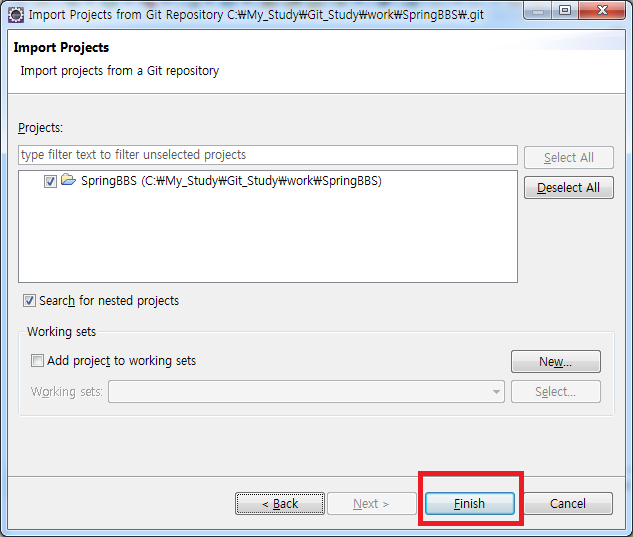 Import Projects from Git Repository C:₩My_Study₩Git_Study₩work₩SpringBBS₩.git
Import Projects
Import projects from a Git repository
Projects:
type filter text to filter unselected projects
Select All
SpringBBS (C:₩My_Study₩Git_Study₩work₩SpringBBS)
Deselect All
Search for nested projects
Working sets
Add project to working sets
New...
Working sets:
Select...
< Back
Next >
Finish
Cancel